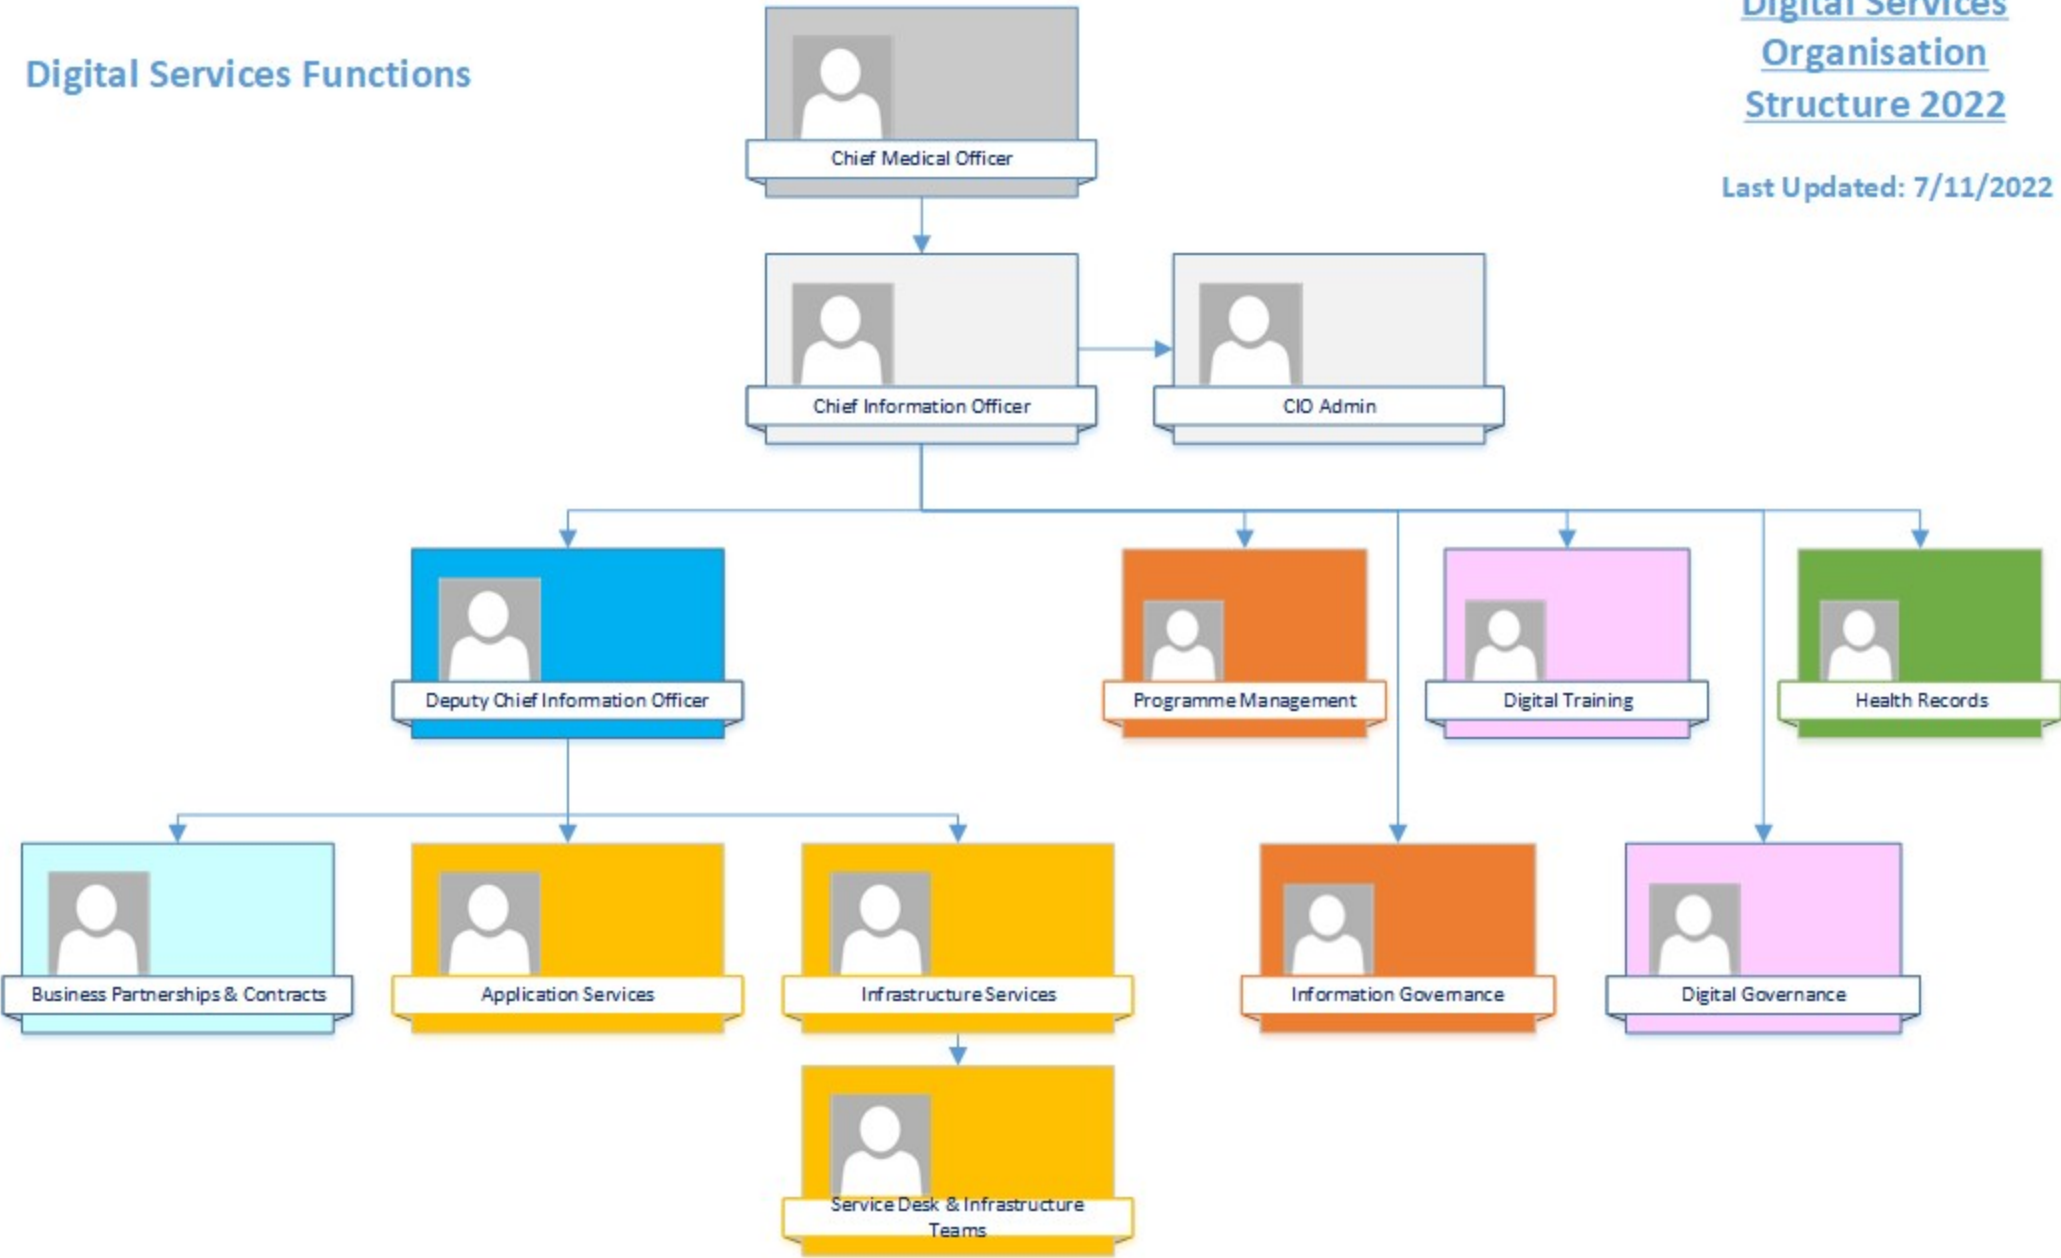 Digital Services Functions
Digital Services
Organisation
Structure 2022
Last Updated: 7/11/2022
Chief Medical Officer
Chief Information Officer
CIO Admin
Deputy Chief Information Officer
Programme Management
Digital Training
Health Records
Business Partnerships & Contracts
Application Services
Infrastructure Services
Information Governance
Digital Governance
Service Desk & Infrastructure
Teams